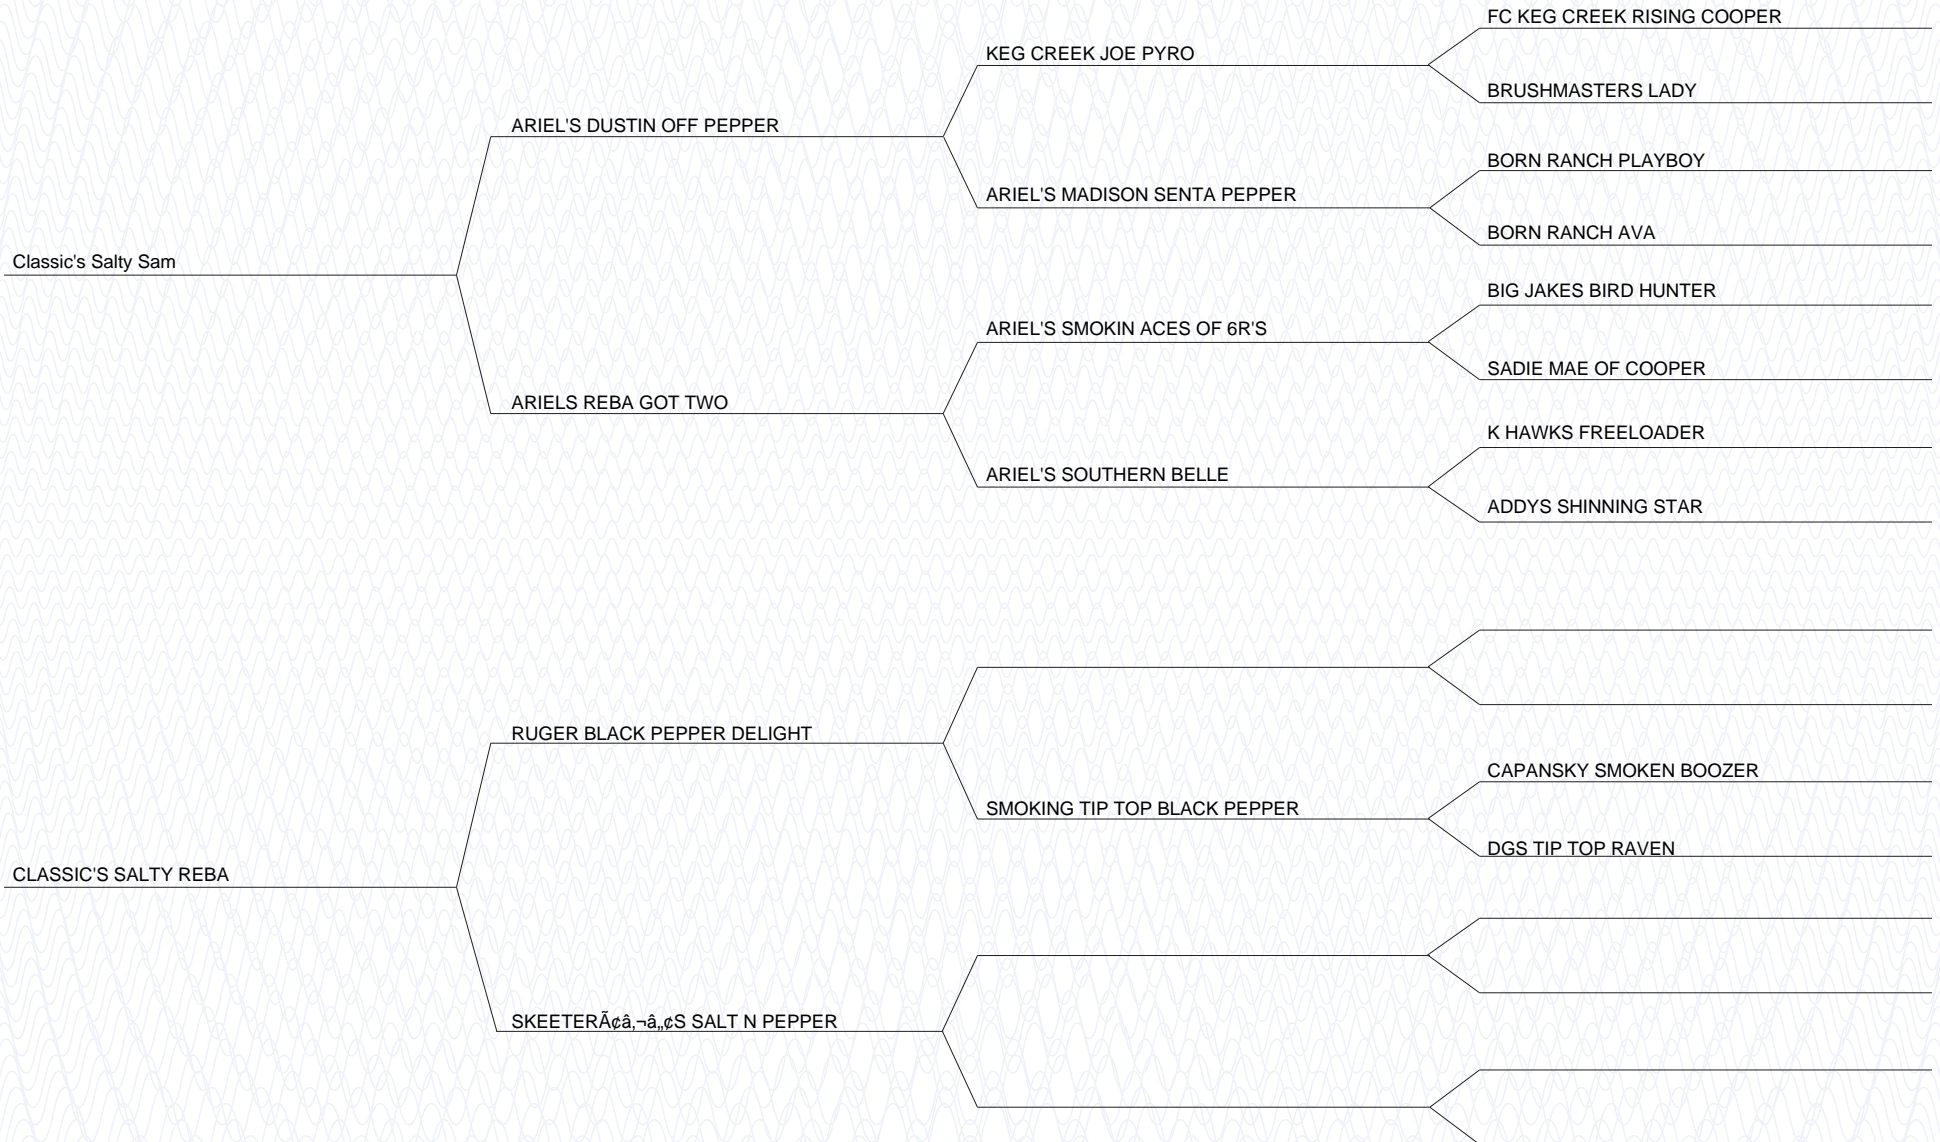 FC KEG CREEK RISING COOPER
KEG CREEK JOE PYRO
BRUSHMASTERS LADY
ARIEL'S DUSTIN OFF PEPPER
BORN RANCH PLAYBOY
ARIEL'S MADISON SENTA PEPPER
BORN RANCH AVA
Classic's Salty Sam
BIG JAKES BIRD HUNTER
ARIEL'S SMOKIN ACES OF 6R'S
SADIE MAE OF COOPER
ARIELS REBA GOT TWO
K HAWKS FREELOADER
ARIEL'S SOUTHERN BELLE
ADDYS SHINNING STAR
RUGER BLACK PEPPER DELIGHT
CAPANSKY SMOKEN BOOZER
SMOKING TIP TOP BLACK PEPPER
DGS TIP TOP RAVEN
CLASSIC'S SALTY REBA
SKEETERÃ¢â‚¬â„¢S SALT N PEPPER